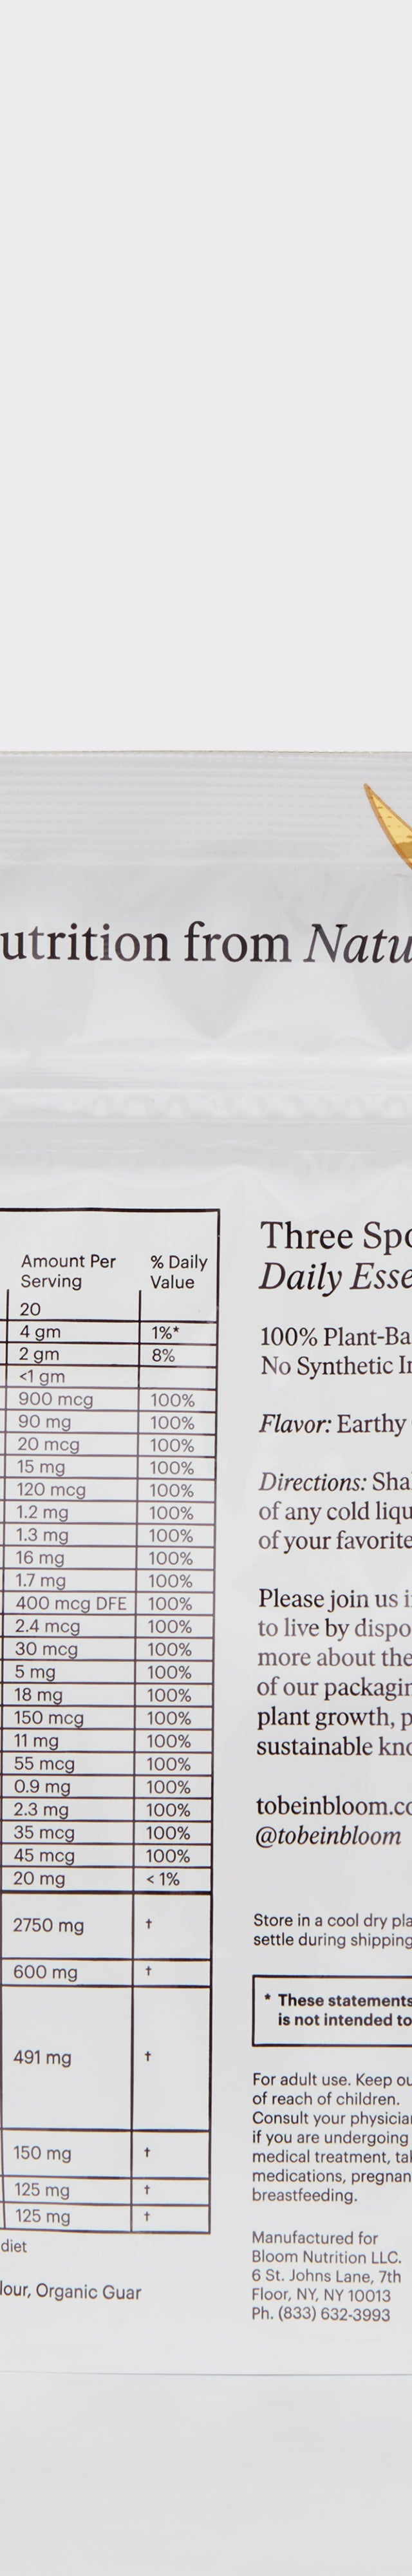 utrition from Natu
Amount Per % Daily
Serving Value
20
4 gm 1%*
2 gm 8%
<1 gm
900 mcg 100%
90 mg 100%
20 mcg 100%
15 mg 100%
120 mcg 100%
1.2 mg 100%
1.3 mg 100%
16 mg 100%
1.7 mg 100%
400 mcg DFE 100%
2.4 mcg 100%
30 mcg 100%
5 mg 100%
18 mg 100%
150 mcg 100%
11 mg 100%
55 mcg 100%
0.9 mg 100%
2.3 mg 100%
35 mcg 100%
45 mcg 100%
20 mg < 1%
2750 mg †
600 mg †
491 mg †
150 mg †
125 mg †
125 mg †
diet
lour, Organic Guar
Three Spo
Daily Esse
100% Plant-Ba
No Synthetic In
Flavor: Earthy
Directions: Sha
of any cold liqu
of your favorite
Please join us i
to live by dispo
more about the
of our packagin
plant growth, p
sustainable kno
tobeinbloom.co
@tobeinbloom
Store in a cool dry pla
settle during shipping
* These statements
is not intended to
For adult use. Keep ou
of reach of children.
Consult your physician
if you are undergoing
medical treatment, tak
medications, pregnan
breastfeeding.
Manufactured for
Bloom Nutrition LLC.
6 St. Johns Lane, 7th
Floor, NY, NY 10013
Ph. (833) 632-3993